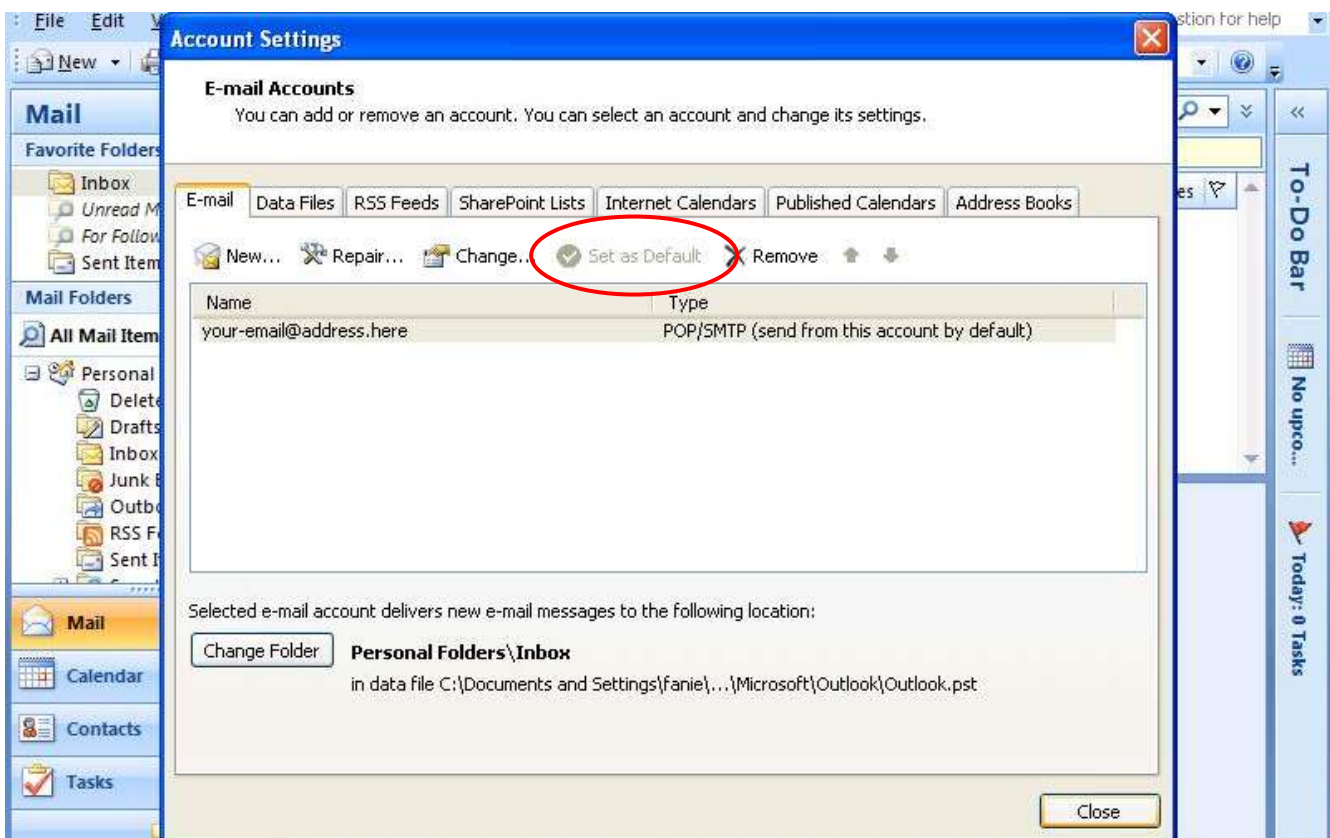 File Edit
stion for help
New
Account Settings
E-mail Accounts
You can add or remove an account. You can select an account and change its settings.
Mail
Favorite Folders
Inbox
Unread M
For Follow
Sent Item
Mail Folders
All Mail Item
Personal
Delete
Drafts
Inbox
Junk E
Outbo
RSS Fe
Sent I
Mail
Calendar
Contacts
Tasks
E-mail Data Files RSS Feeds SharePoint Lists Internet Calendars Published Calendars Address Books
New... Repair... Change... Set as Default Remove
Name Type
your-email@address.here POP/SMTP (send from this account by default)
Selected e-mail account delivers new e-mail messages to the following location:
Change Folder Personal Folders\Inbox
in data file C:\Documents and Settings\fanie\...\Microsoft\Outlook\Outlook.pst
Close
es
To-Do Bar
No upco...
Today: 0 Tasks